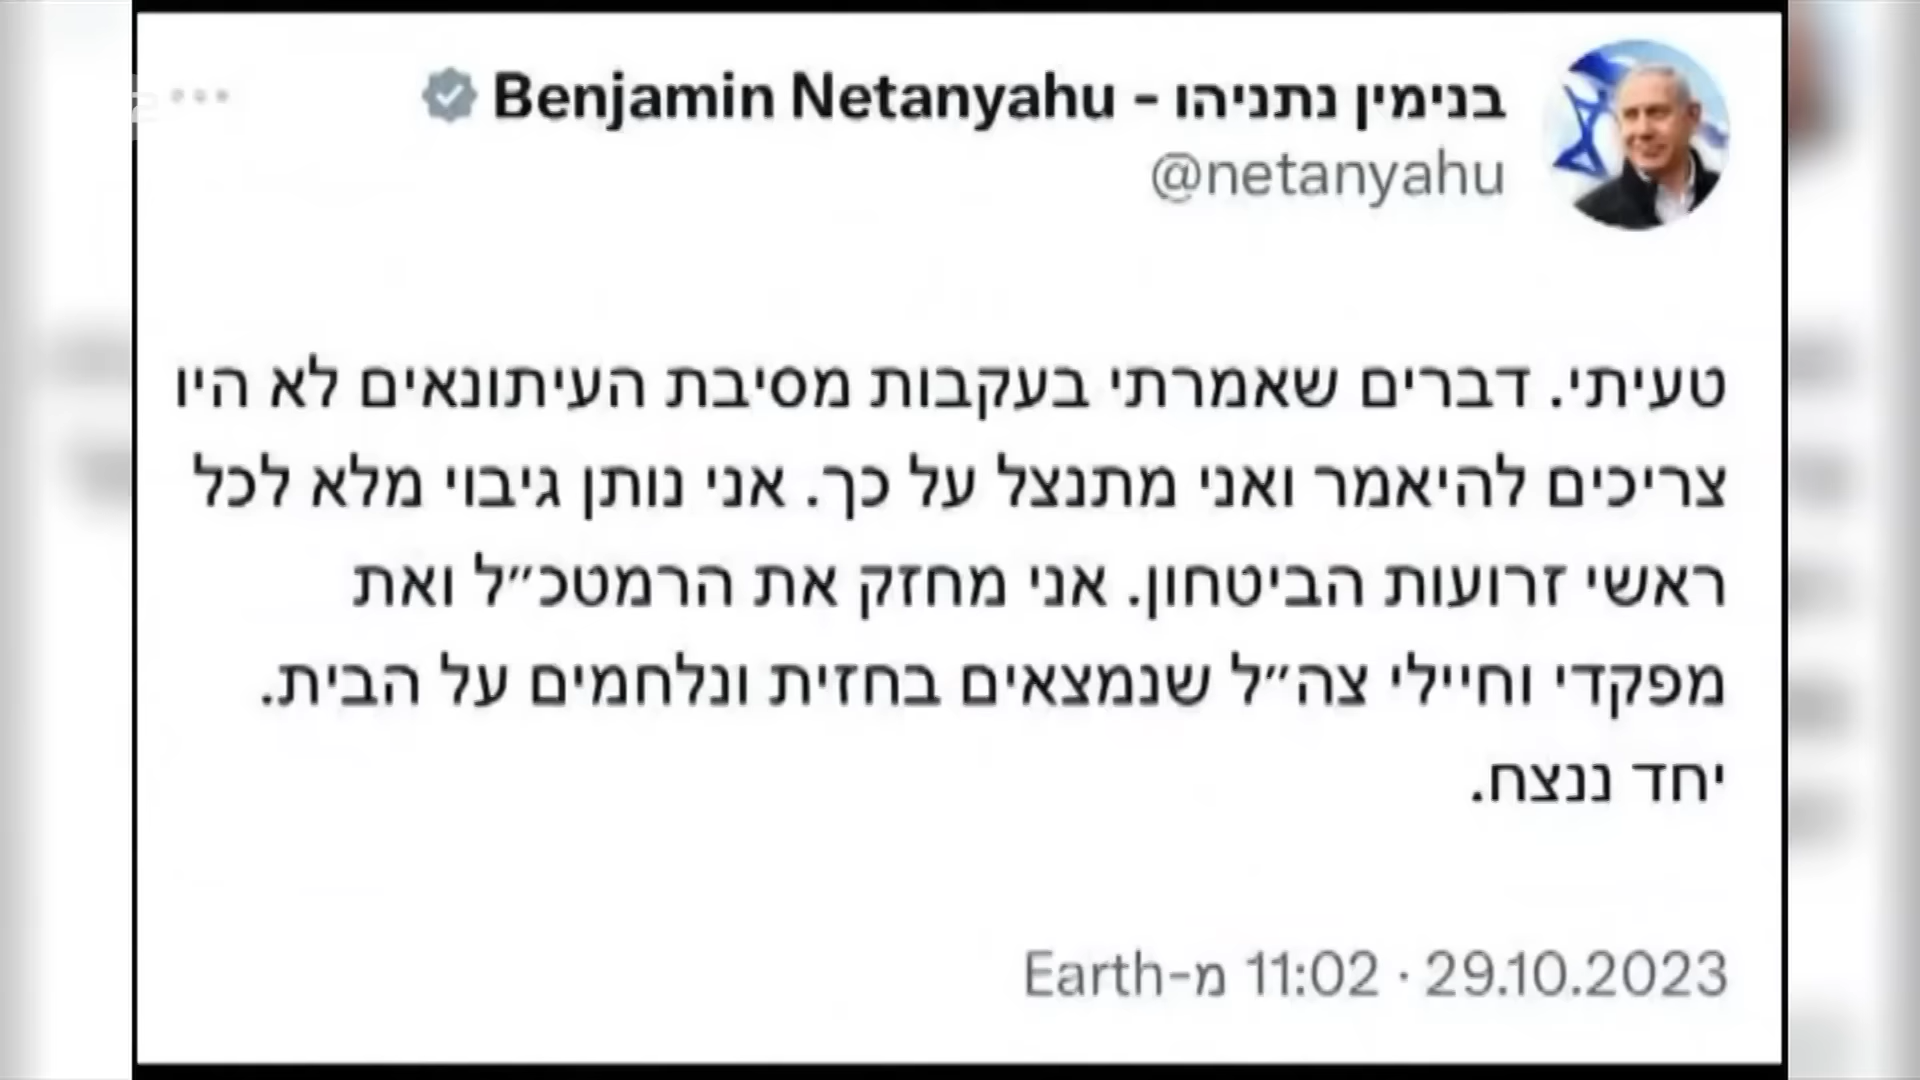 בנימין נתניהו - Benjamin Netanyahu
@netanyahu
טעיתי. דברים שאמרתי בעקבות מסיבת העיתונאים לא היו
צריכים להיאמר ואני מתנצל על כך. אני נותן גיבוי מלא לכל
ראשי זרועות הביטחון. אני מחזק את הרמטכ״ל ואת
מפקדי וחיילי צה״ל שנמצאים בחזית ונלחמים על הבית.
יחד ננצח.
29.10.2023 · 11:02 מ-Earth